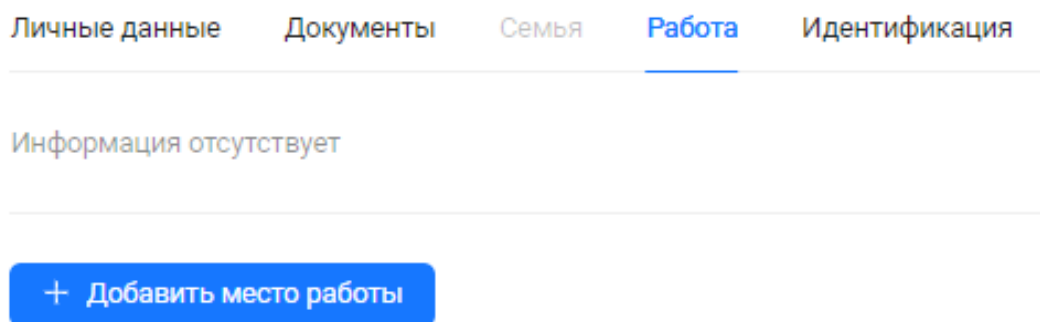 Личные данные Документы Семья Работа Идентификация
Информация отсутствует
+ Добавить место работы